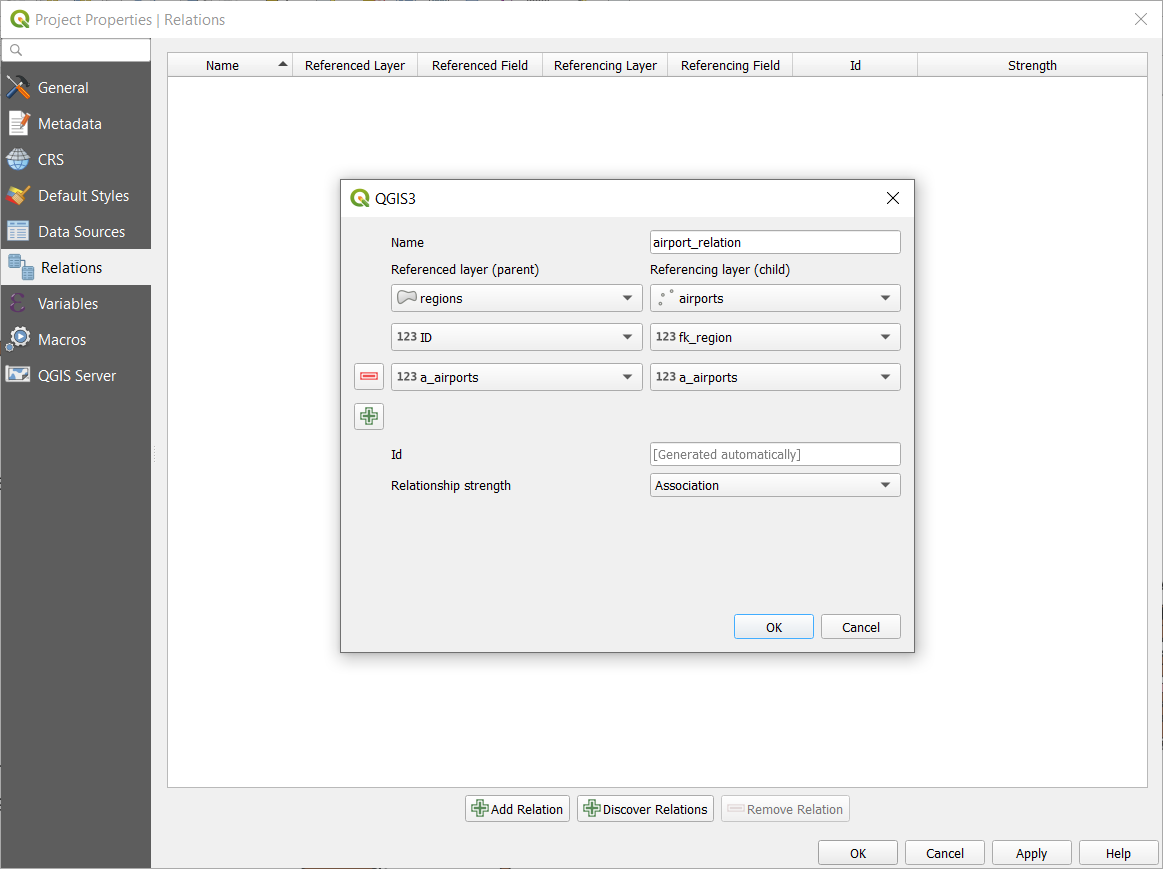 Project Properties | Relations
General
Metadata
CRS
Default Styles
Data Sources
Relations
Variables
Macros
QGIS Server
Name Referenced Layer Referenced Field Referencing Layer Referencing Field Id Strength
QGIS3
Name airport_relation
Referenced layer (parent) Referencing layer (child)
regions airports
123 ID 123 fk_region
123 a_airports 123 a_airports
Id [Generated automatically]
Relationship strength Association
OK Cancel
Add Relation Discover Relations Remove Relation
OK Cancel Apply Help